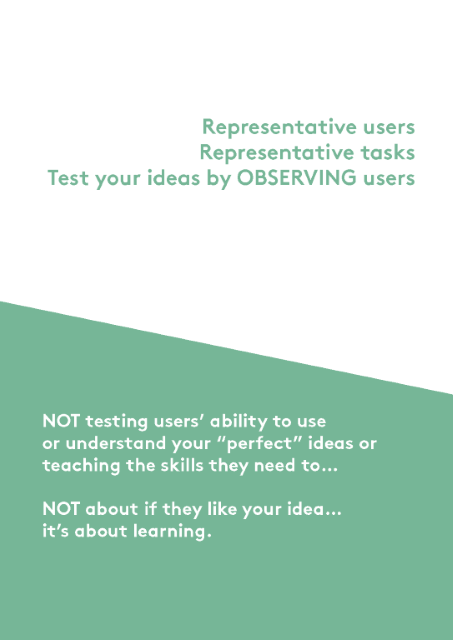 Representative users
Representative tasks
Test your ideas by OBSERVING users
NOT testing users’ ability to use
or understand your “perfect” ideas or
teaching the skills they need to...
NOT about if they like your idea...
it’s about learning.